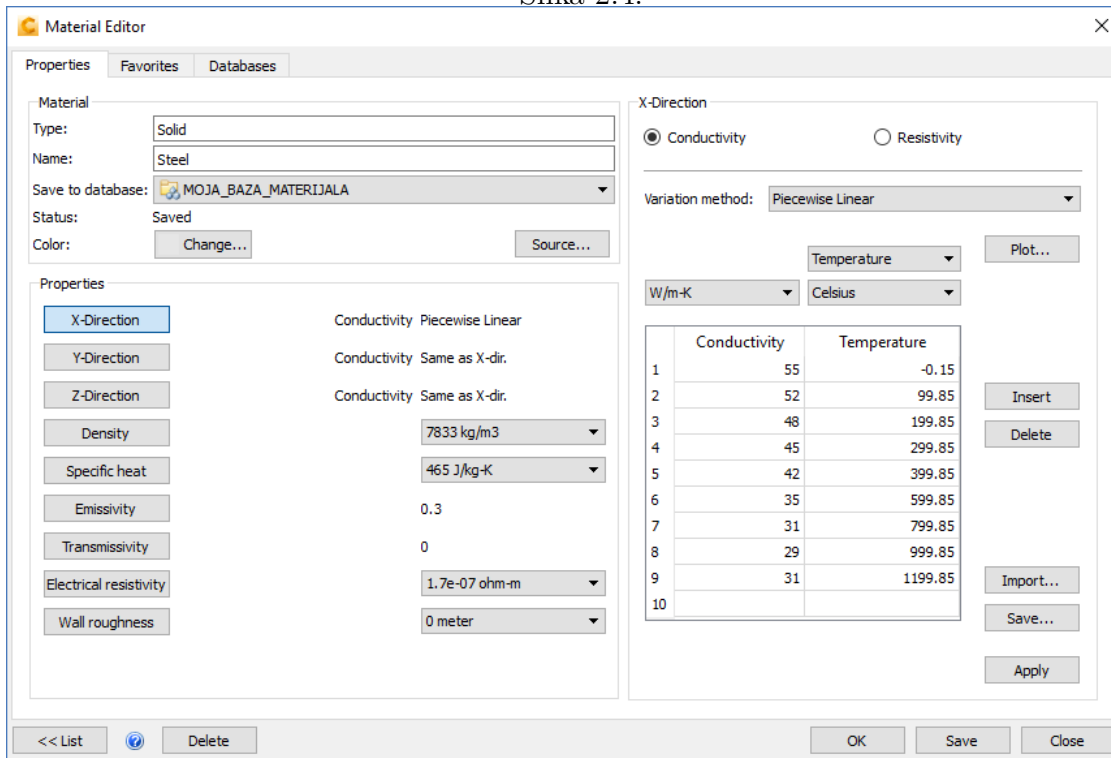 Slika 2.4.
Material Editor
Properties Favorites Databases
Material
Type: Solid
Name: Steel
Save to database: MOJA_BAZA_MATERIJALA
Status: Saved
Color: Change... Source...
Properties
X-Direction Conductivity Piecewise Linear
Y-Direction Conductivity Same as X-dir.
Z-Direction Conductivity Same as X-dir.
Density 7833 kg/m3
Specific heat 465 J/kg-K
Emissivity 0.3
Transmissivity 0
Electrical resistivity 1.7e-07 ohm-m
Wall roughness 0 meter
X-Direction
Conductivity Resistivity
Variation method: Piecewise Linear
Temperature Plot...
W/m-K Celsius
Conductivity Temperature
1 55 -0.15
2 52 99.85 Insert
3 48 199.85 Delete
4 45 299.85
5 42 399.85
6 35 599.85
7 31 799.85
8 29 999.85
9 31 1199.85 Import...
10 Save...
Apply
<< List ? Delete OK Save Close